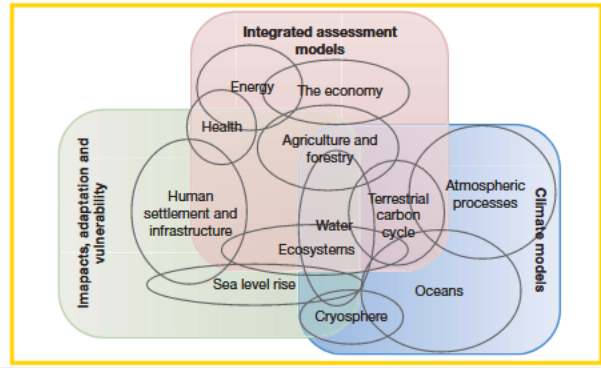 Integrated assessment
models
Energy
The economy
Health
Agriculture and
forestry
Imapacts, adaptation and
vulnerability
Human
settlement and
infrastructure
Water
Terrestrial
carbon
cycle
Atmospheric
processes
Climate models
Ecosystems
Sea level rise
Oceans
Cryosphere